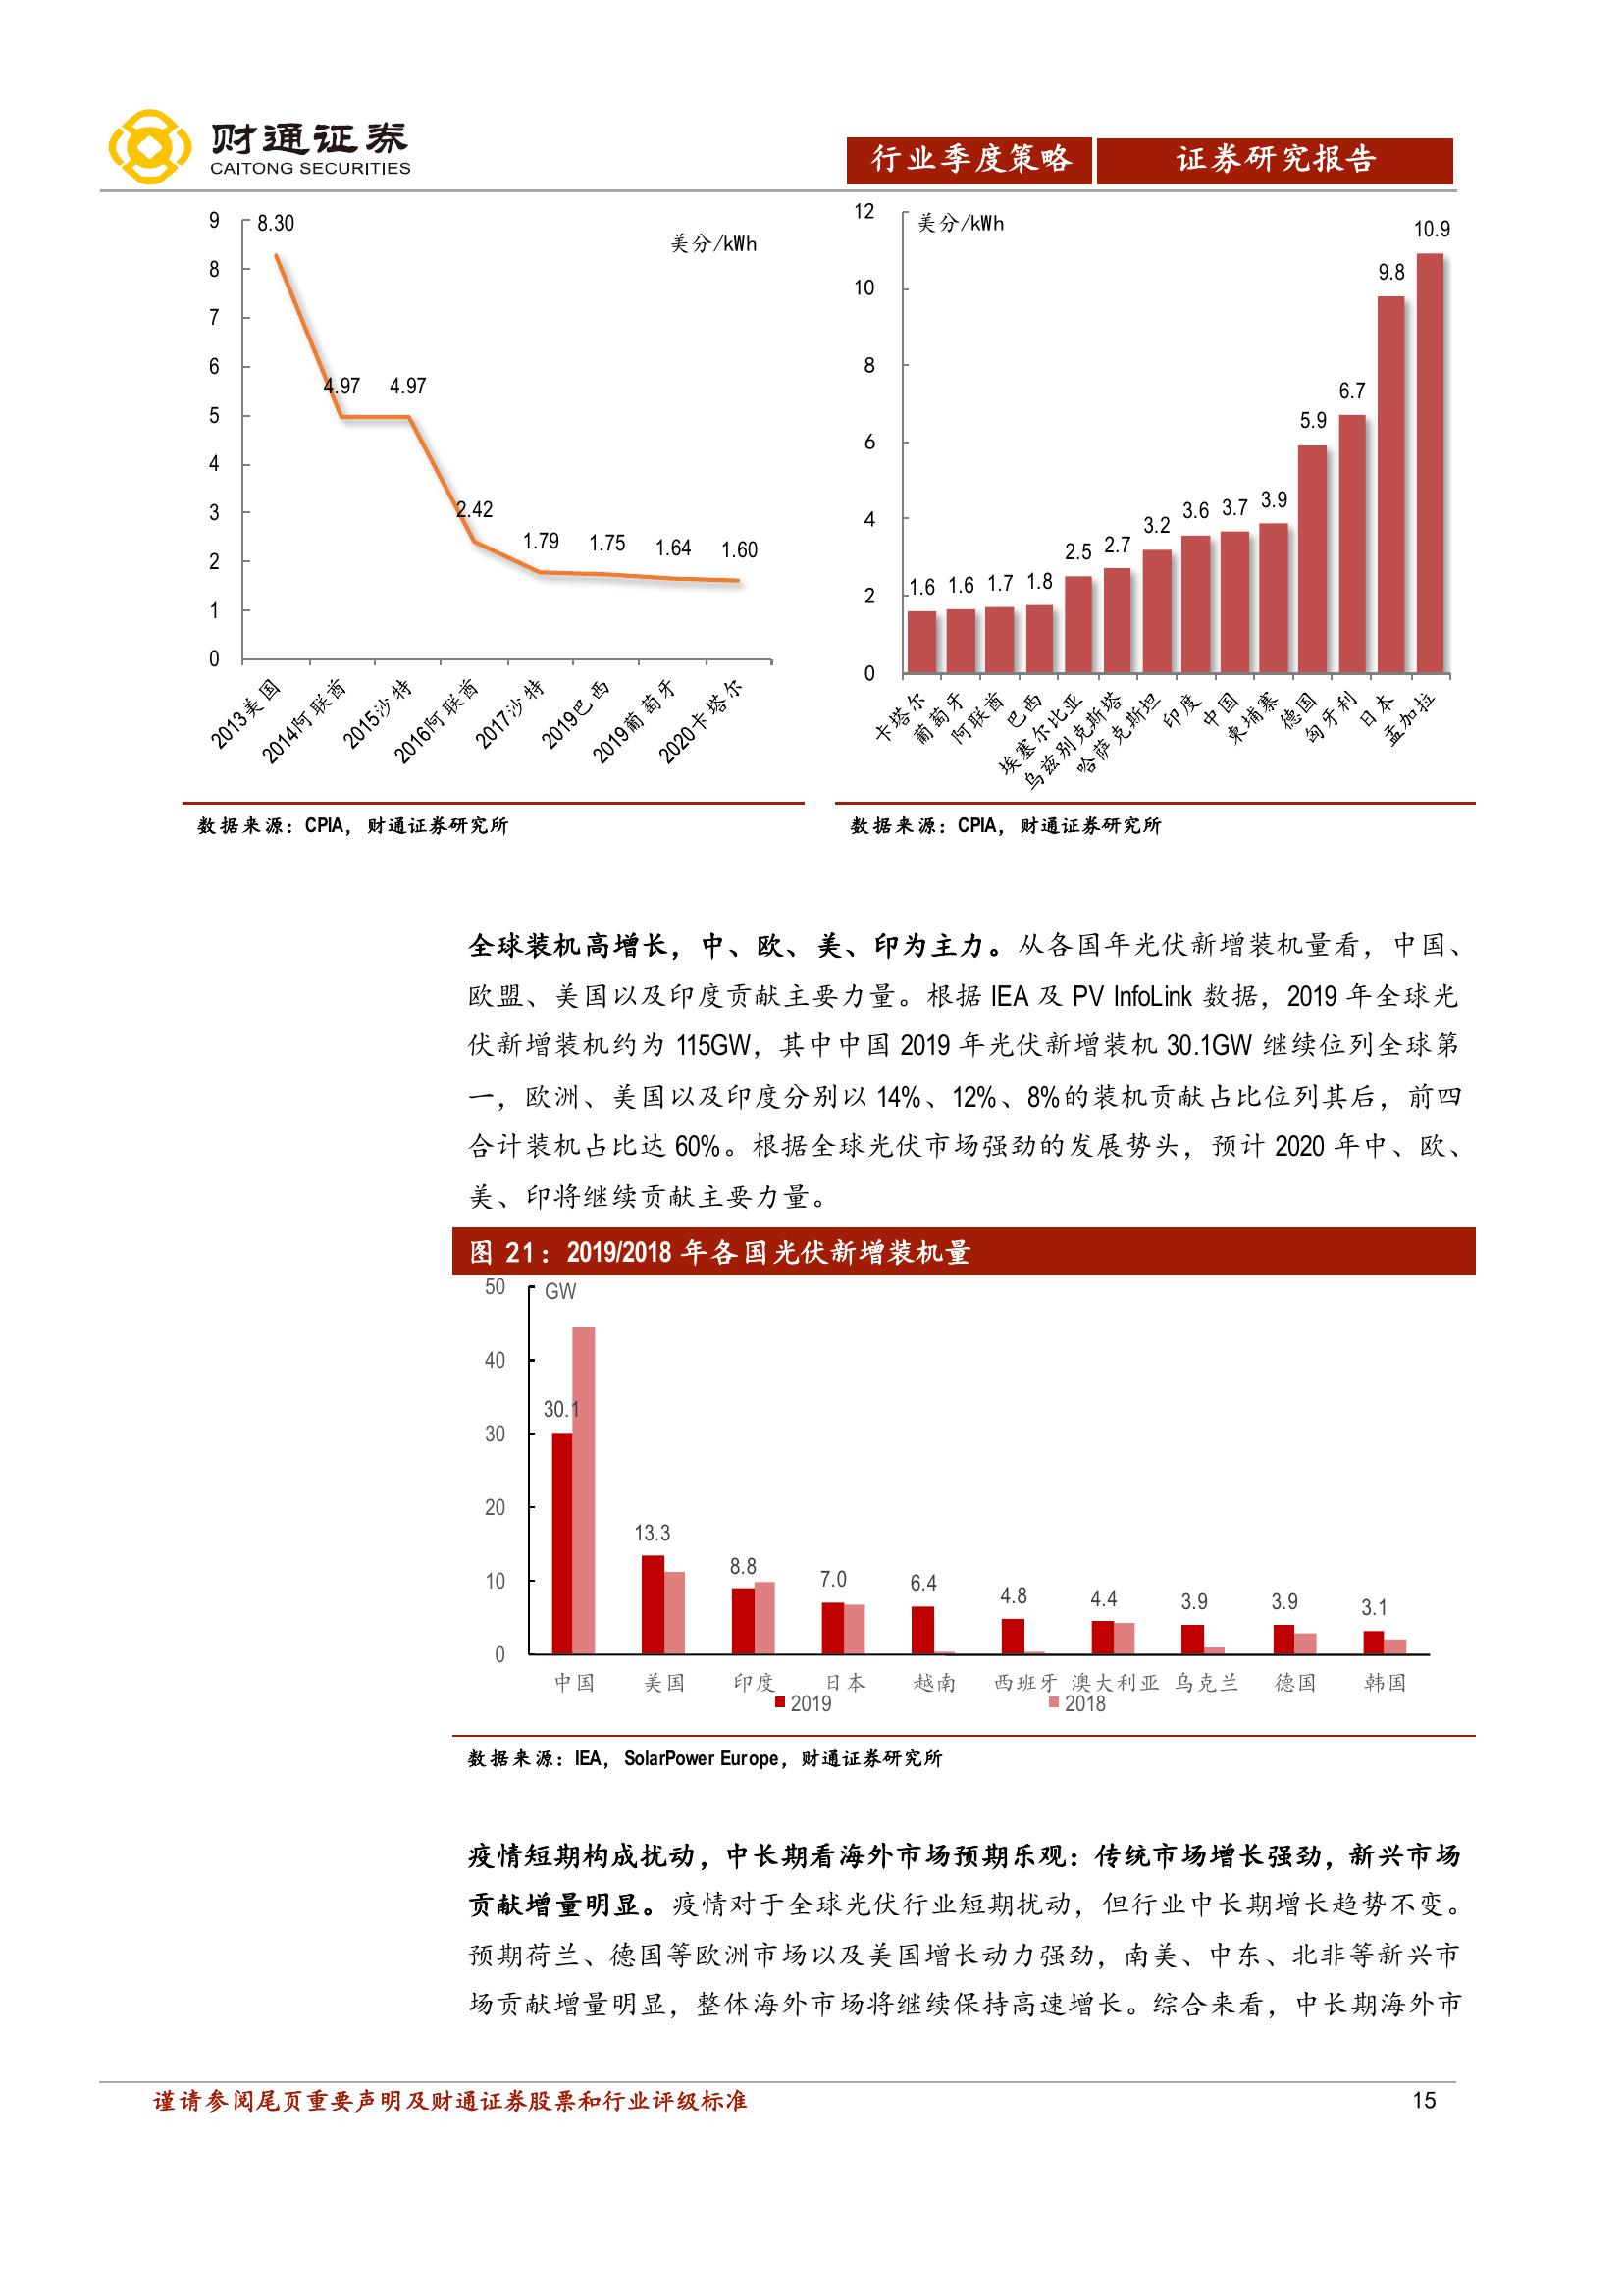 财通证券
CAITONG SECURITIES
行业季度策略
证券研究报告
美分/kWh
9
8
7
6
5
4
3
2
1
0
8.30
4.97
4.97
2.42
1.79
1.75
1.64
1.60
2013美国
2014阿联酋
2015沙特
2016阿联酋
2017沙特
2019巴西
2019葡萄牙
2020卡塔尔
数据来源：CPIA，财通证券研究所
美分/kWh
12
10
8
6
4
2
0
1.6
1.6
1.7
1.8
2.5
2.7
3.2
3.6
3.7
3.9
5.9
6.7
9.8
10.9
卡塔尔
葡萄牙
阿联酋
巴西
埃塞尔比亚
乌兹别克斯塔
哈萨克斯坦
印度
中国
柬埔寨
德国
匈牙利
日本
孟加拉
数据来源：CPIA，财通证券研究所
全球装机高增长，中、欧、美、印为主力。从各国年光伏新增装机量看，中国、
欧盟、美国以及印度贡献主要力量。根据 IEA 及 PV InfoLink 数据，2019 年全球光
伏新增装机约为 115GW，其中中国 2019 年光伏新增装机 30.1GW 继续位列全球第
一，欧洲、美国以及印度分别以 14%、12%、8%的装机贡献占比位列其后，前四
合计装机占比达 60%。根据全球光伏市场强劲的发展势头，预计 2020 年中、欧、
美、印将继续贡献主要力量。
图 21：2019/2018 年各国光伏新增装机量
GW
50
40
30
20
10
0
30.1
13.3
8.8
7.0
6.4
4.8
4.4
3.9
3.9
3.1
中国
美国
印度
日本
越南
西班牙
澳大利亚
乌克兰
德国
韩国
2019
2018
数据来源：IEA，SolarPower Europe，财通证券研究所
疫情短期构成扰动，中长期看海外市场预期乐观：传统市场增长强劲，新兴市场
贡献增量明显。疫情对于全球光伏行业短期扰动，但行业中长期增长趋势不变。
预期荷兰、德国等欧洲市场以及美国增长动力强劲，南美、中东、北非等新兴市
场贡献增量明显，整体海外市场将继续保持高速增长。综合来看，中长期海外市
谨请参阅尾页重要声明及财通证券股票和行业评级标准
15